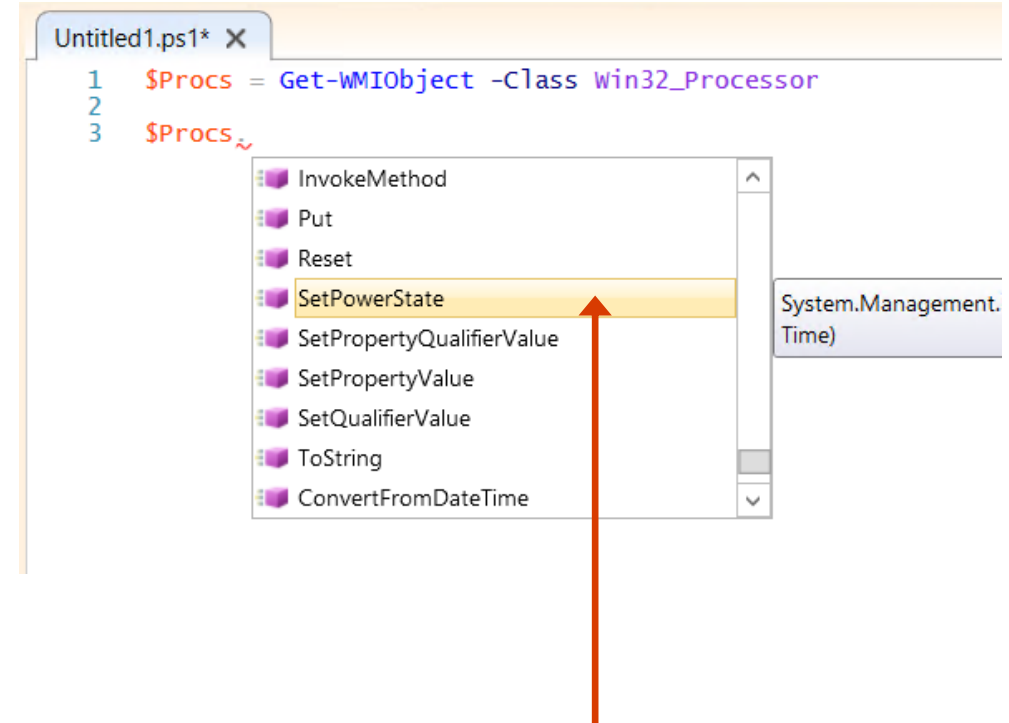 Untitled1.ps1* X
1 $Procs = Get-WMIObject -Class Win32_Processor
2
3 $Procs.
InvokeMethod
Put
Reset
SetPowerState
SetPropertyQualifierValue
SetPropertyValue
SetQualifierValue
ToString
ConvertFromDateTime
System.Management.
Time)